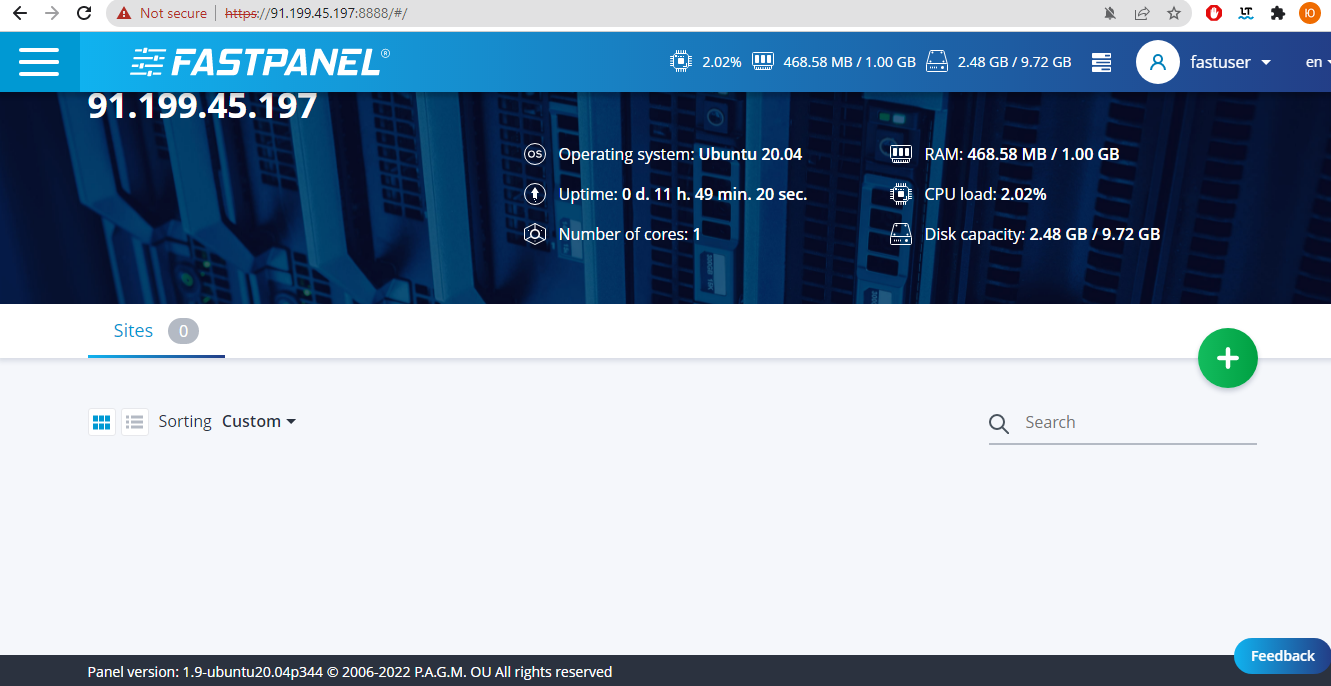 Not secure https://91.199.45.197:8888/#/
FASTPANEL® 2.02% 468.58 MB / 1.00 GB 2.48 GB / 9.72 GB fastuser en
91.199.45.197
OS Operating system: Ubuntu 20.04 RAM: 468.58 MB / 1.00 GB
Uptime: 0 d. 11 h. 49 min. 20 sec. CPU load: 2.02%
Number of cores: 1 Disk capacity: 2.48 GB / 9.72 GB
Sites 0
Sorting Custom Search
Feedback
Panel version: 1.9-ubuntu20.04p344 © 2006-2022 P.A.G.M. OU All rights reserved